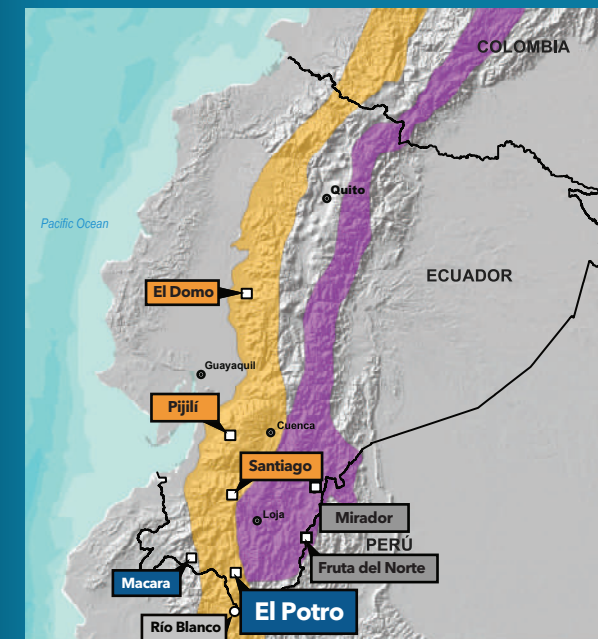 COLOMBIA
Quito
Pacific Ocean
ECUADOR
El Domo
Guayaquil
Pijilí
Cuenca
Santiago
Loja
Mirador
PERÚ
Fruta del Norte
Macara
El Potro
Río Blanco